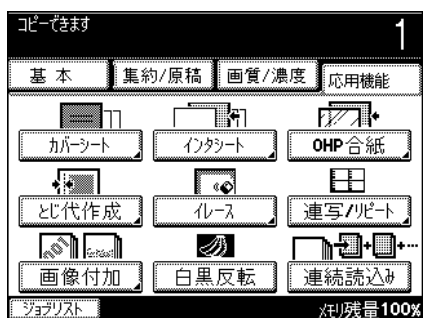 コピーできます
1
基本 集約/原稿 画質/濃度 応用機能
カバーシート インタシート OHP合紙
とじ代作成 イレース 連写/リピート
画像付加 白黒反転 連続読込み
ジョブリスト メモリ残量100%